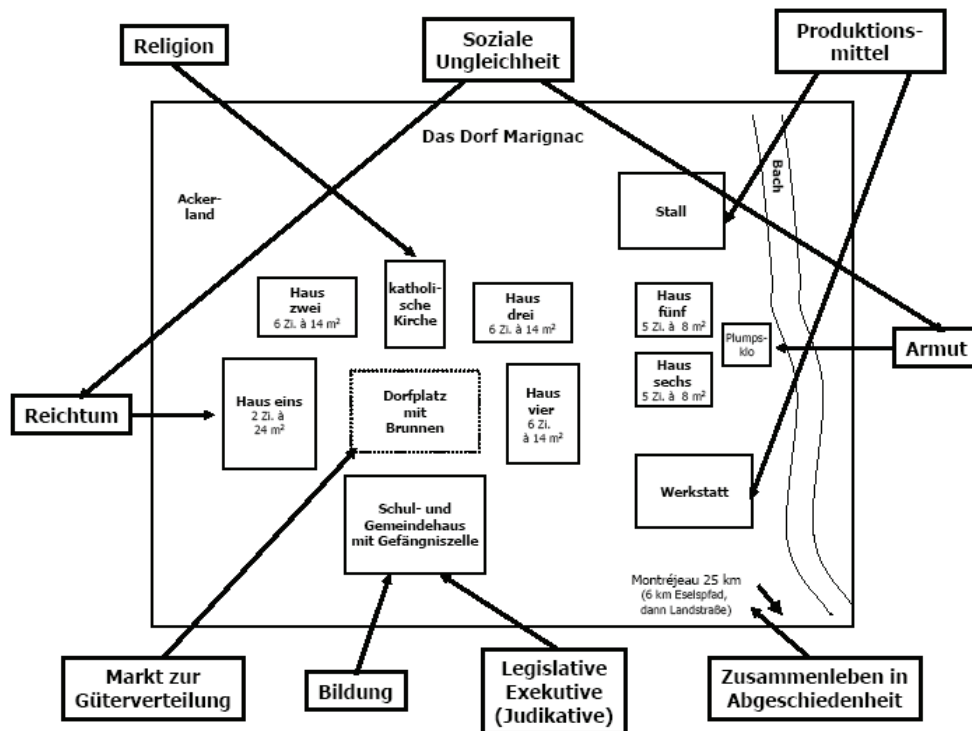 Religion
Soziale
Ungleichheit
Produktions-
mittel
Das Dorf Marignac
Acker-
land
Stall
Bach
Haus
zwei
6 Zi. à 14 m²
katholi-
sche
Kirche
Haus
drei
6 Zi. à 14 m²
Haus
fünf
5 Zi. à 8 m²
Plumps-
klo
Armut
Haus
sechs
5 Zi. à 8 m²
Reichtum
Haus eins
2 Zi. à
24 m²
Dorfplatz
mit
Brunnen
Haus
vier
6 Zi.
à 14 m²
Werkstatt
Schul- und
Gemeindehaus
mit Gefängniszelle
Montréjeau 25 km
(6 km Eselspfad,
dann Landstraße)
Markt zur
Güterverteilung
Bildung
Legislative
Exekutive
(Judikative)
Zusammenleben in
Abgeschiedenheit